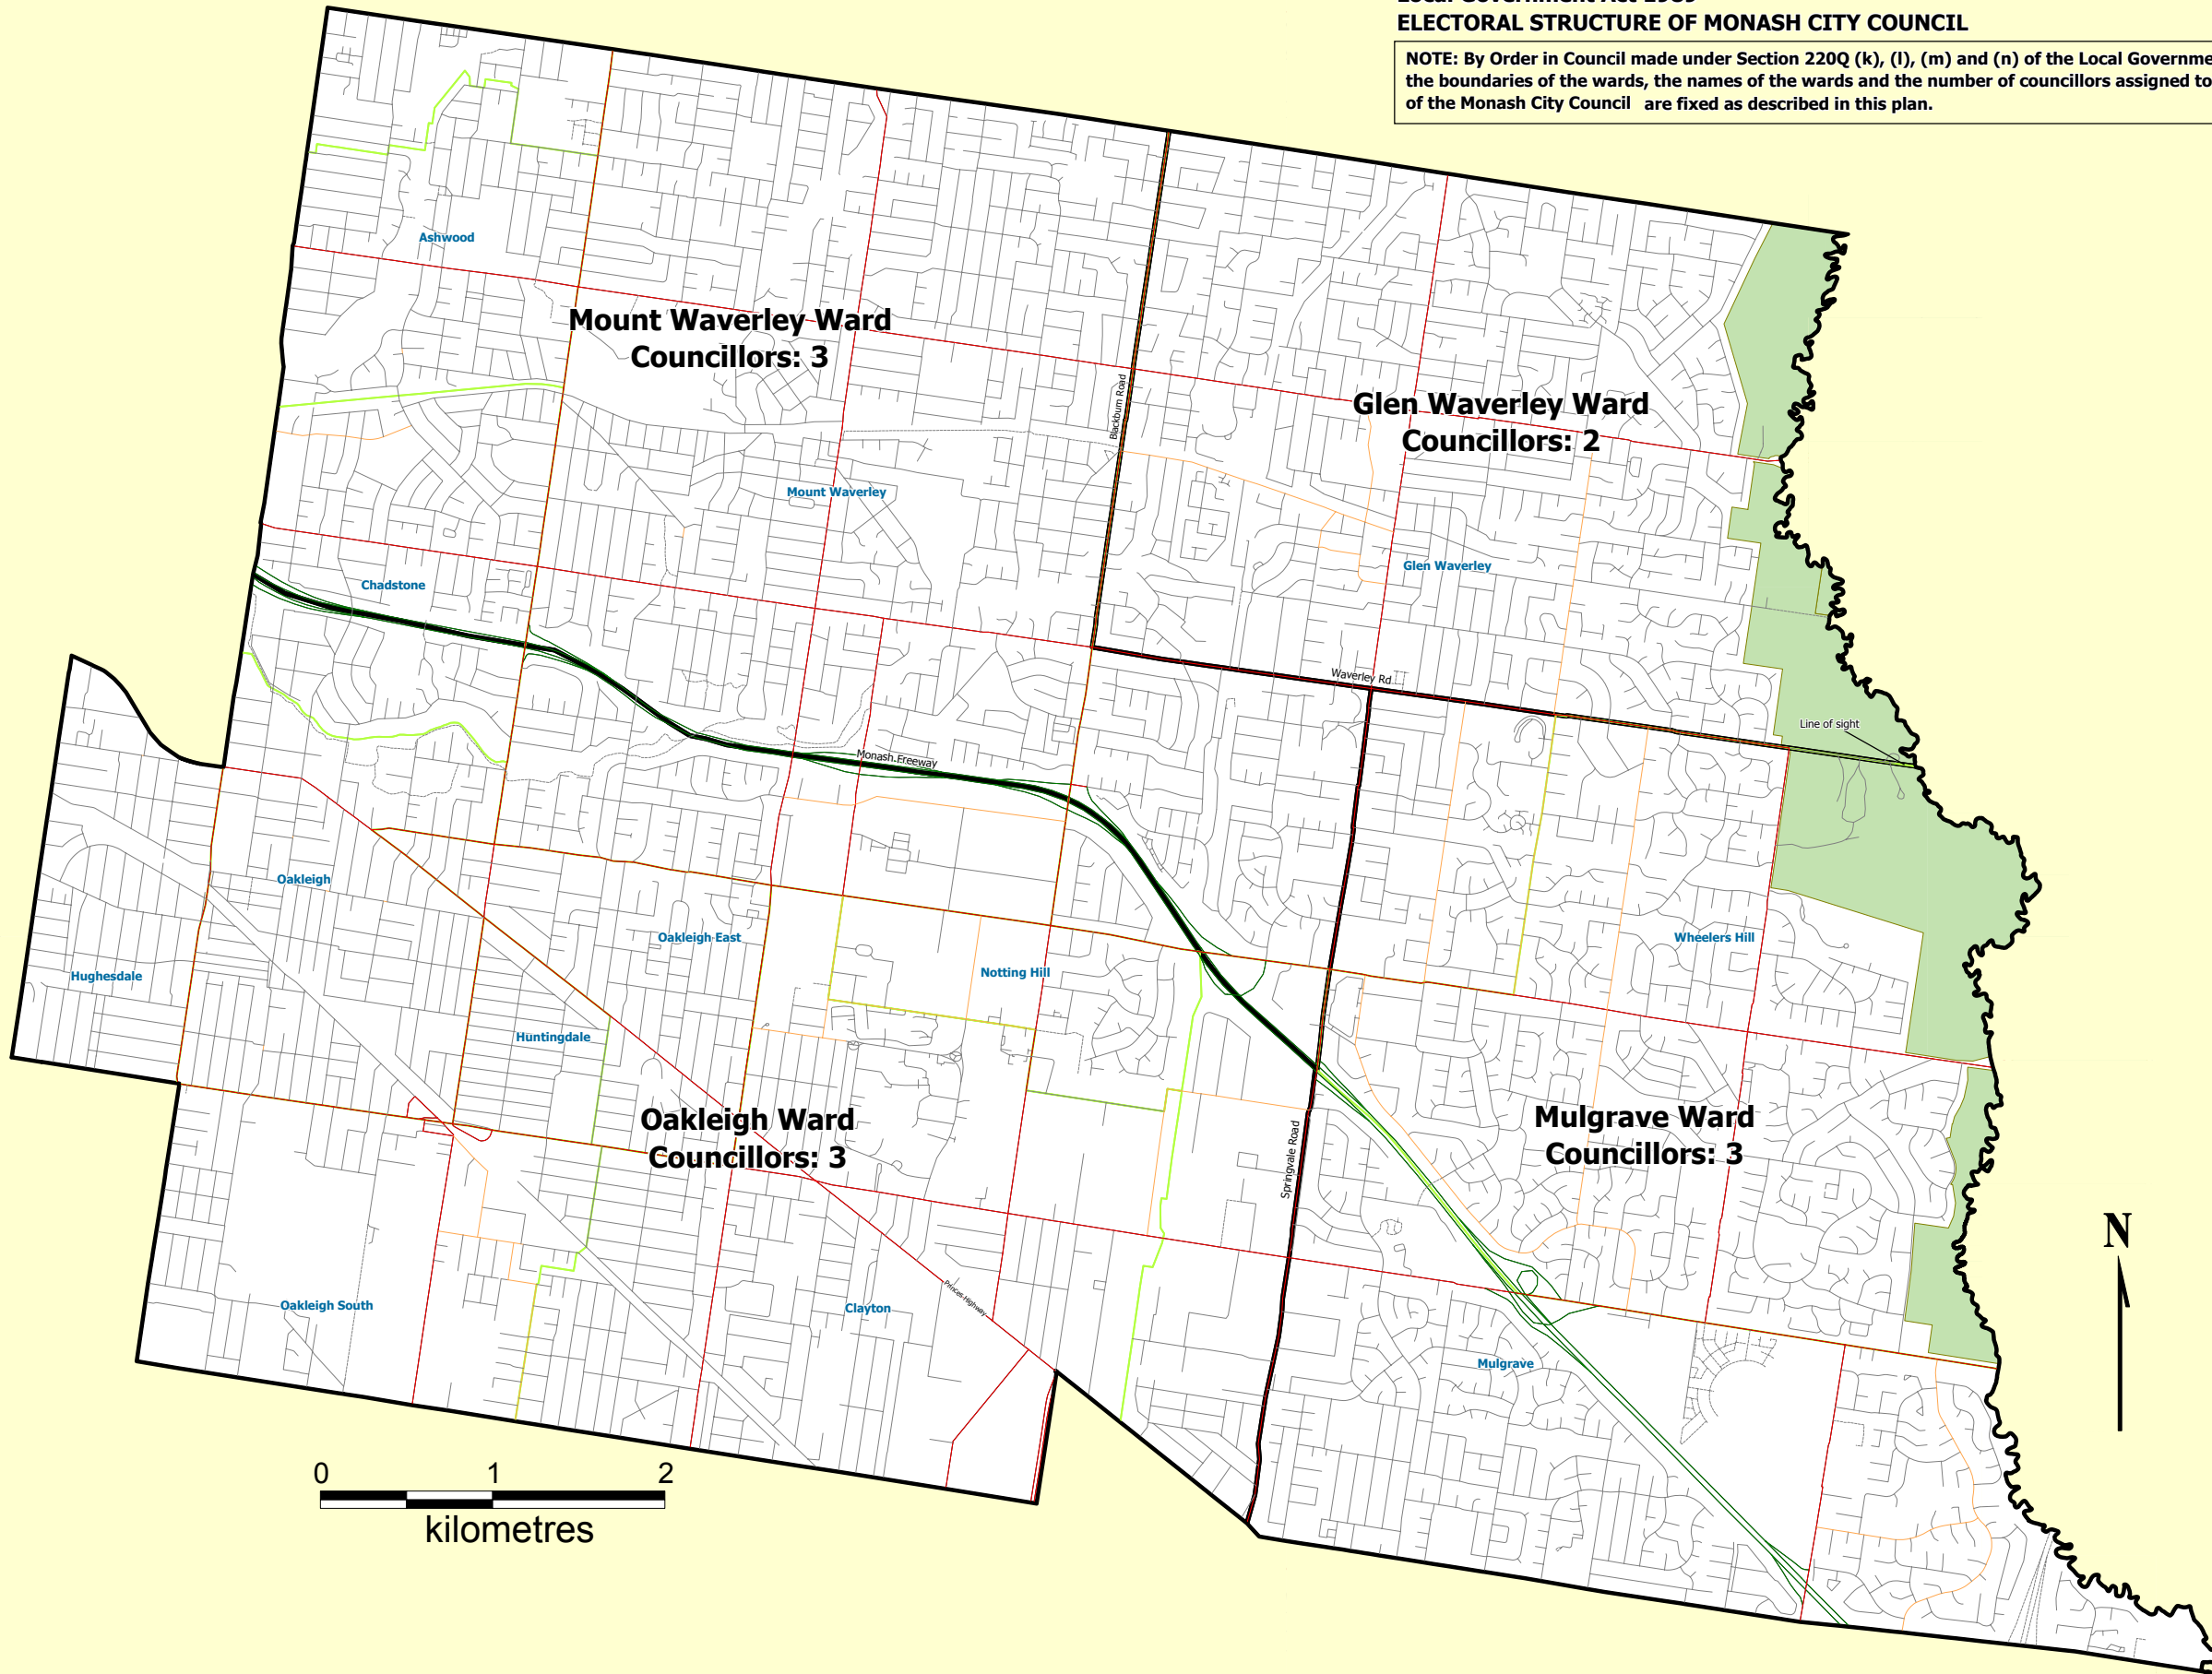 Local Government Act 1989
ELECTORAL STRUCTURE OF MONASH CITY COUNCIL
NOTE: By Order in Council made under Section 220Q (k), (l), (m) and (n) of the Local Governme
the boundaries of the wards, the names of the wards and the number of councillors assigned to
of the Monash City Council are fixed as described in this plan.
Ashwood
Mount Waverley Ward
Councillors: 3
Blackburn Road
Glen Waverley Ward
Councillors: 2
Mount Waverley
Glen Waverley
Chadstone
Waverley Rd
Line of sight
Monash Freeway
Oakleigh
Oakleigh East
Wheelers Hill
Notting Hill
Hughesdale
Huntingdale
Oakleigh Ward
Councillors: 3
Mulgrave Ward
Councillors: 3
Springvale Road
N
Oakleigh South
Clayton
Princes Highway
Mulgrave
0 1 2
kilometres